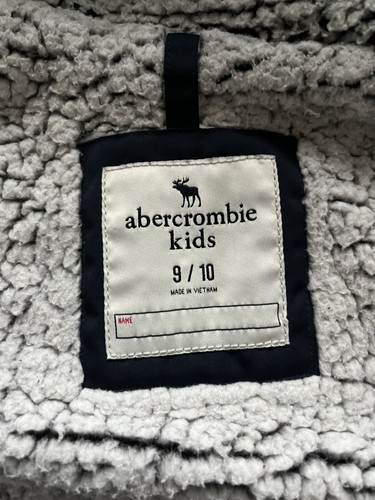 abercrombie
kids
9 / 10
MADE IN VIETNAM
NAME